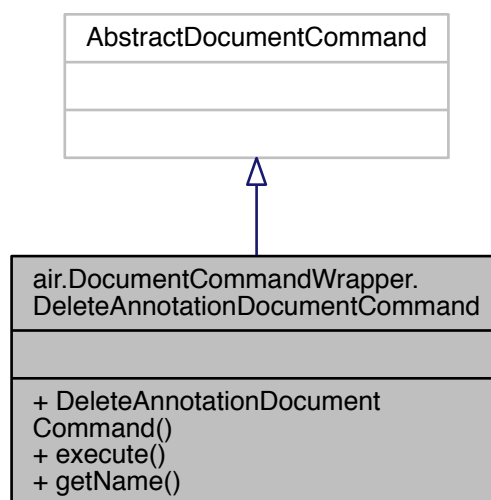 AbstractDocumentCommand
air.DocumentCommandWrapper.
DeleteAnnotationDocumentCommand
+ DeleteAnnotationDocument
Command()
+ execute()
+ getName()